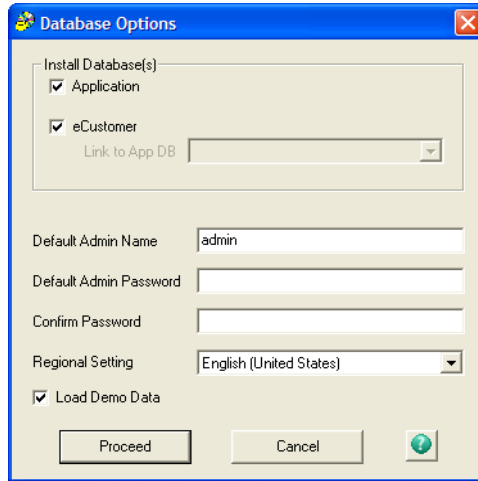 Database Options
Install Database(s)
Application
eCustomer
Link to App DB
Default Admin Name admin
Default Admin Password
Confirm Password
Regional Setting English (United States)
Load Demo Data
Proceed Cancel ?